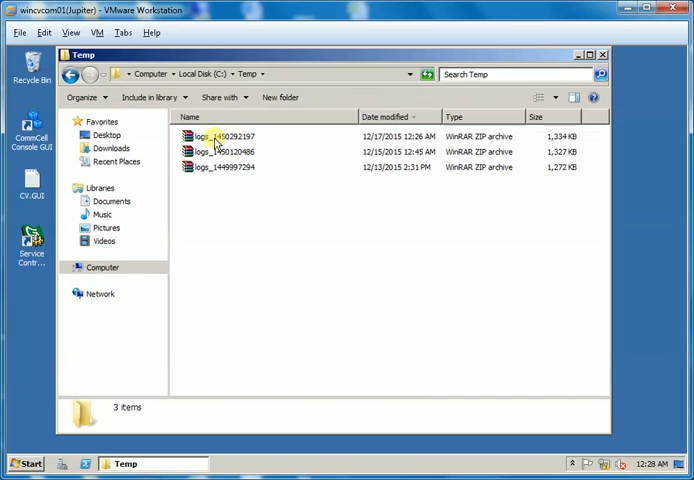 wincvcom01(Jupiter) - VMware Workstation
File Edit View VM Tabs Help
Temp
Computer Local Disk (C:) Temp Search Temp
Organize Include in library Share with New folder
Recycle Bin
CommCell Console GUI
CV.GUI
Service Contr...
Favorites
Desktop
Downloads
Recent Places
Libraries
Documents
Music
Pictures
Videos
Computer
Network
Name Date modified Type Size
logs_1450292197 12/17/2015 12:26 AM WinRAR ZIP archive 1,334 KB
logs_1450120486 12/15/2015 12:45 AM WinRAR ZIP archive 1,327 KB
logs_1449997294 12/13/2015 2:31 PM WinRAR ZIP archive 1,272 KB
3 items
Start Temp 12:28 AM